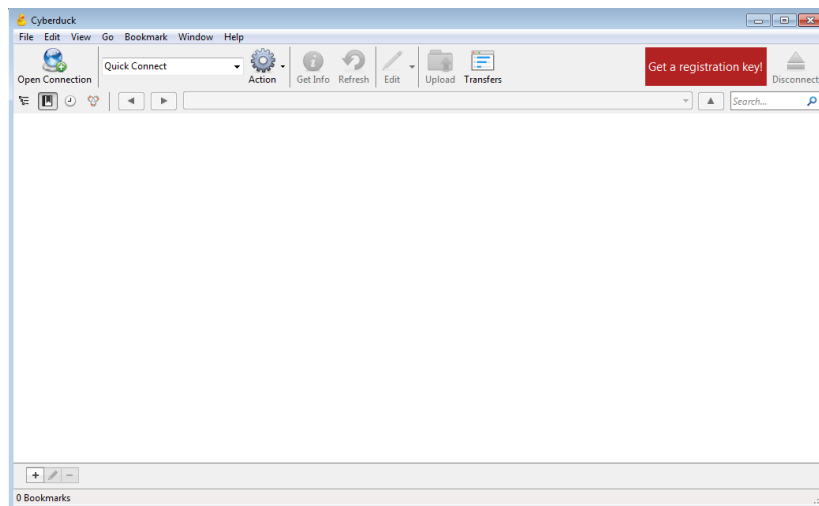 Cyberduck
File Edit View Go Bookmark Window Help
Open Connection Quick Connect Action Get Info Refresh Edit Upload Transfers Get a registration key! Disconnect
Search...
0 Bookmarks